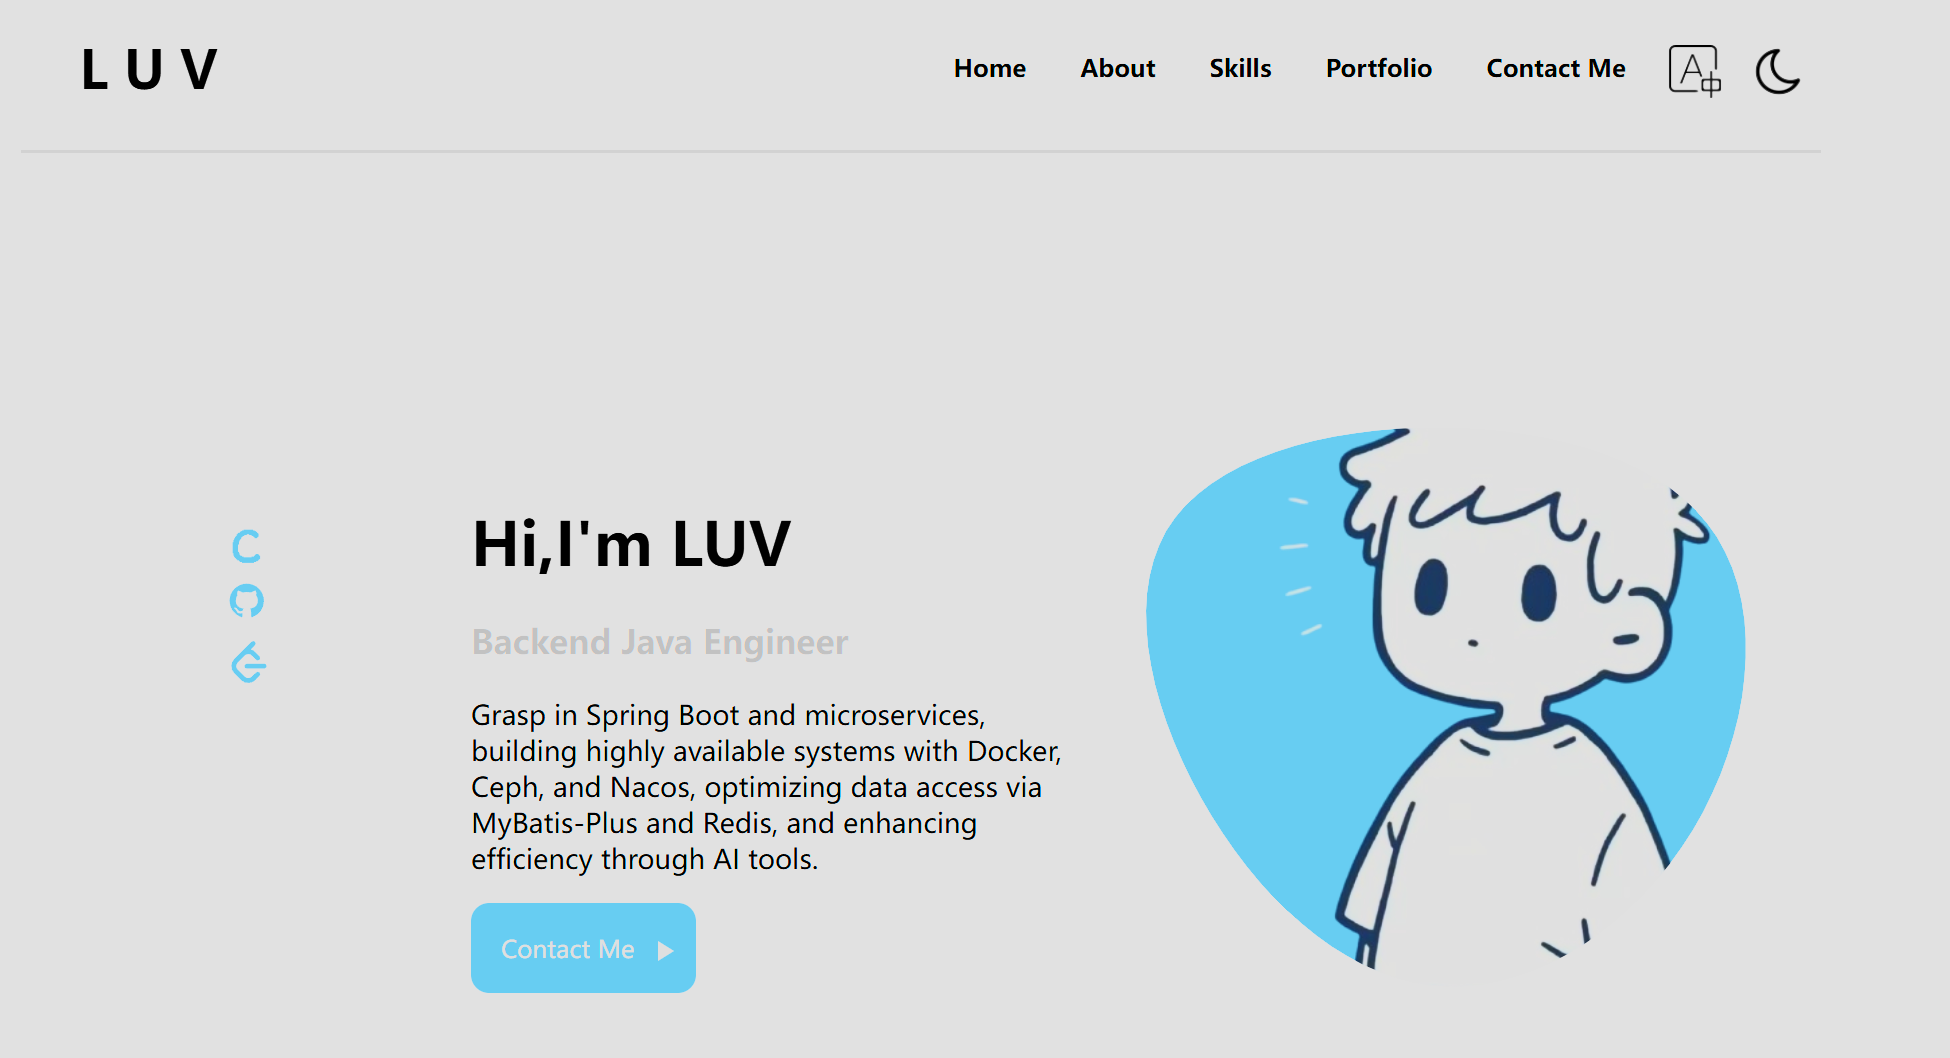 L U V
Home About Skills Portfolio Contact Me
Hi,I'm LUV
Backend Java Engineer
Grasp in Spring Boot and microservices,
building highly available systems with Docker,
Ceph, and Nacos, optimizing data access via
MyBatis-Plus and Redis, and enhancing
efficiency through AI tools.
Contact Me